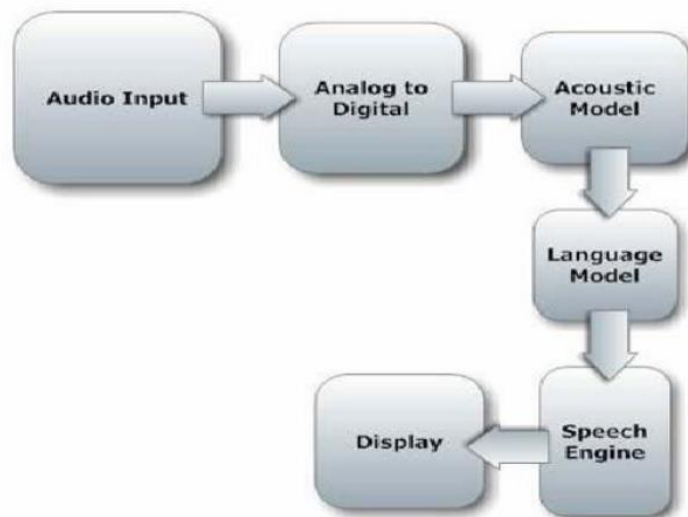 Audio Input
Analog to
Digital
Acoustic
Model
Language
Model
Speech
Engine
Display